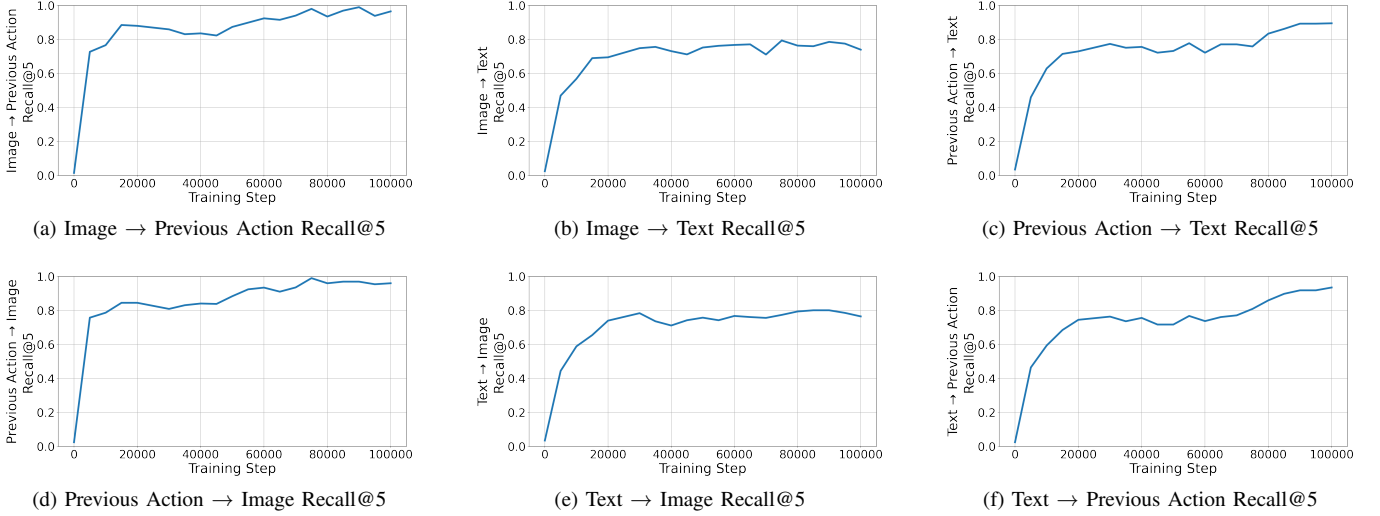 Image → Previous Action
Recall@5
1.0
0.8
0.6
0.4
0.2
0.0
0 20000 40000 60000 80000 100000
Training Step
(a) Image → Previous Action Recall@5
Image → Text
Recall@5
1.0
0.8
0.6
0.4
0.2
0.0
0 20000 40000 60000 80000 100000
Training Step
(b) Image → Text Recall@5
Previous Action → Text
Recall@5
1.0
0.8
0.6
0.4
0.2
0.0
0 20000 40000 60000 80000 100000
Training Step
(c) Previous Action → Text Recall@5
Previous Action → Image
Recall@5
1.0
0.8
0.6
0.4
0.2
0.0
0 20000 40000 60000 80000 100000
Training Step
(d) Previous Action → Image Recall@5
Text → Image
Recall@5
1.0
0.8
0.6
0.4
0.2
0.0
0 20000 40000 60000 80000 100000
Training Step
(e) Text → Image Recall@5
Text → Previous Action
Recall@5
1.0
0.8
0.6
0.4
0.2
0.0
0 20000 40000 60000 80000 100000
Training Step
(f) Text → Previous Action Recall@5